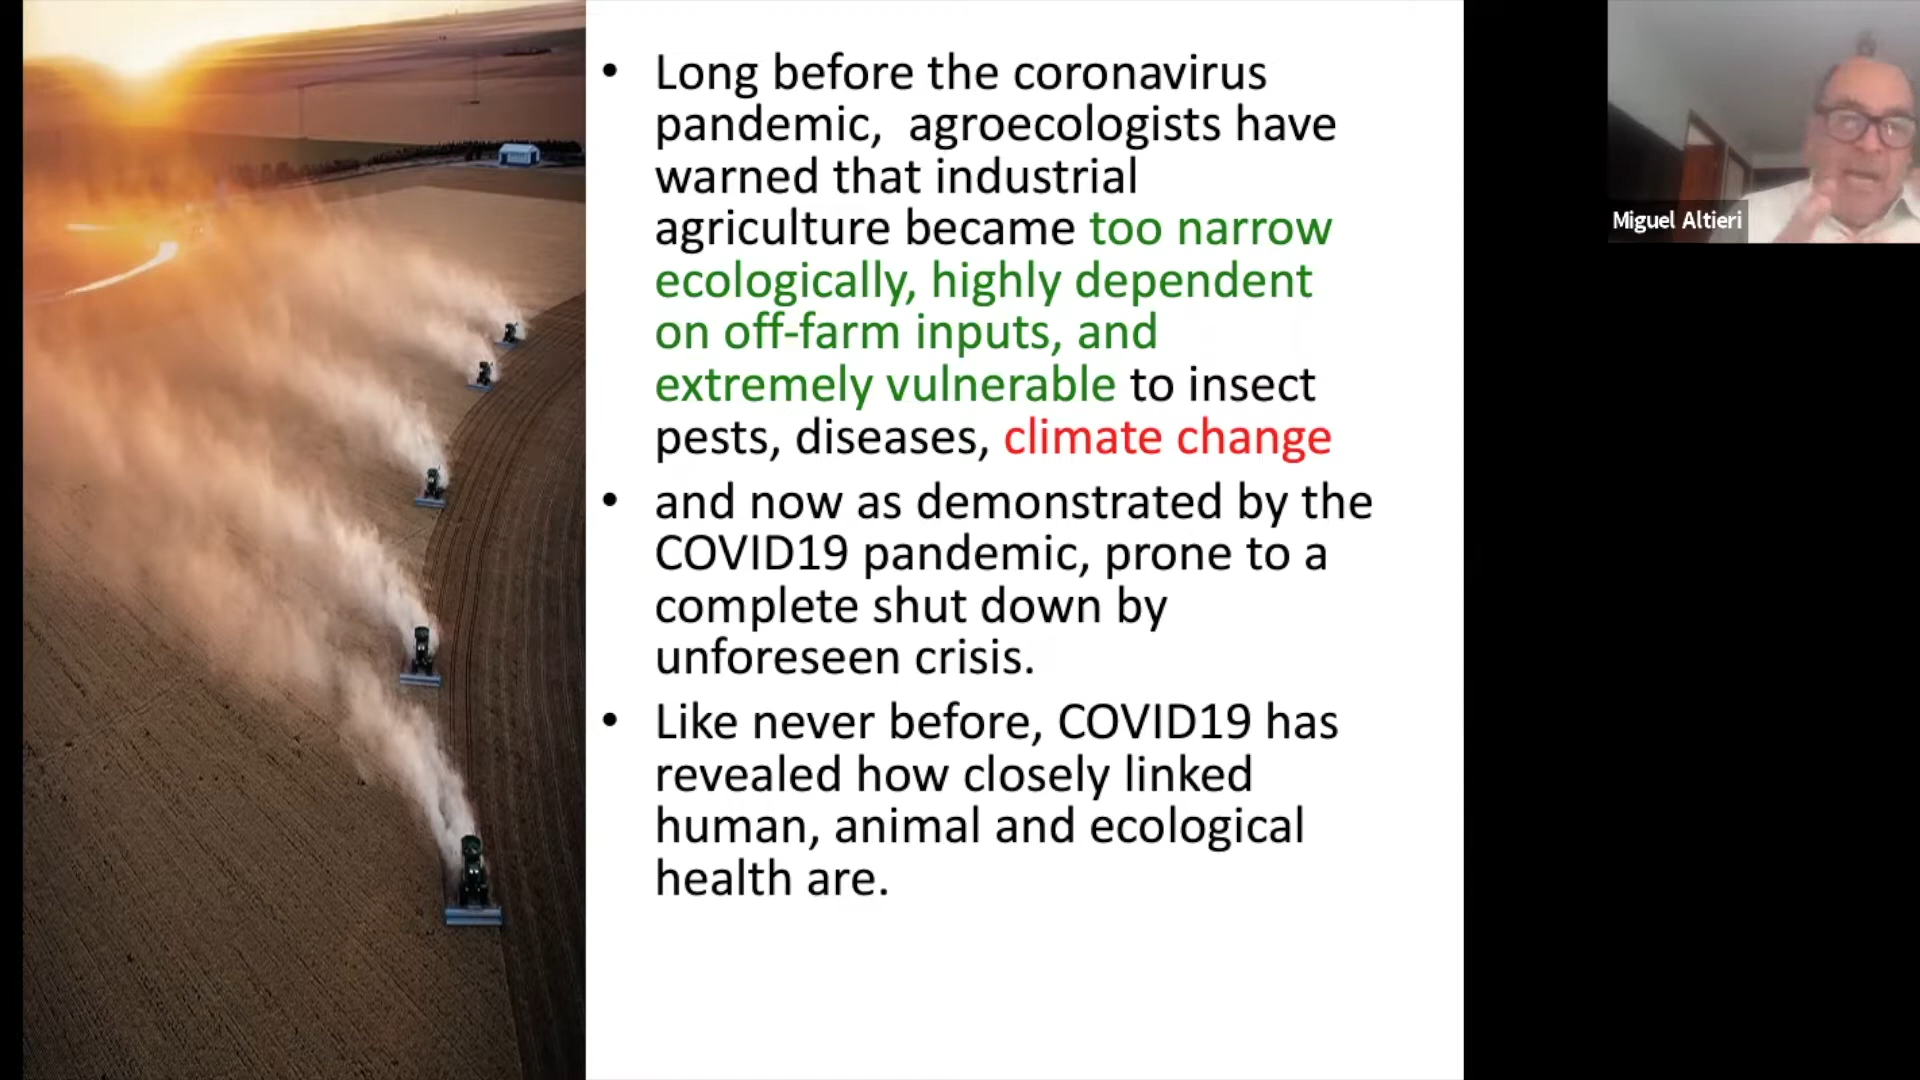 • Long before the coronavirus
pandemic,  agroecologists have
warned that industrial
agriculture became too narrow
ecologically, highly dependent
on off-farm inputs, and
extremely vulnerable to insect
pests, diseases, climate change
• and now as demonstrated by the
COVID19 pandemic, prone to a
complete shut down by
unforeseen crisis.
• Like never before, COVID19 has
revealed how closely linked
human, animal and ecological
health are.
Miguel Altieri